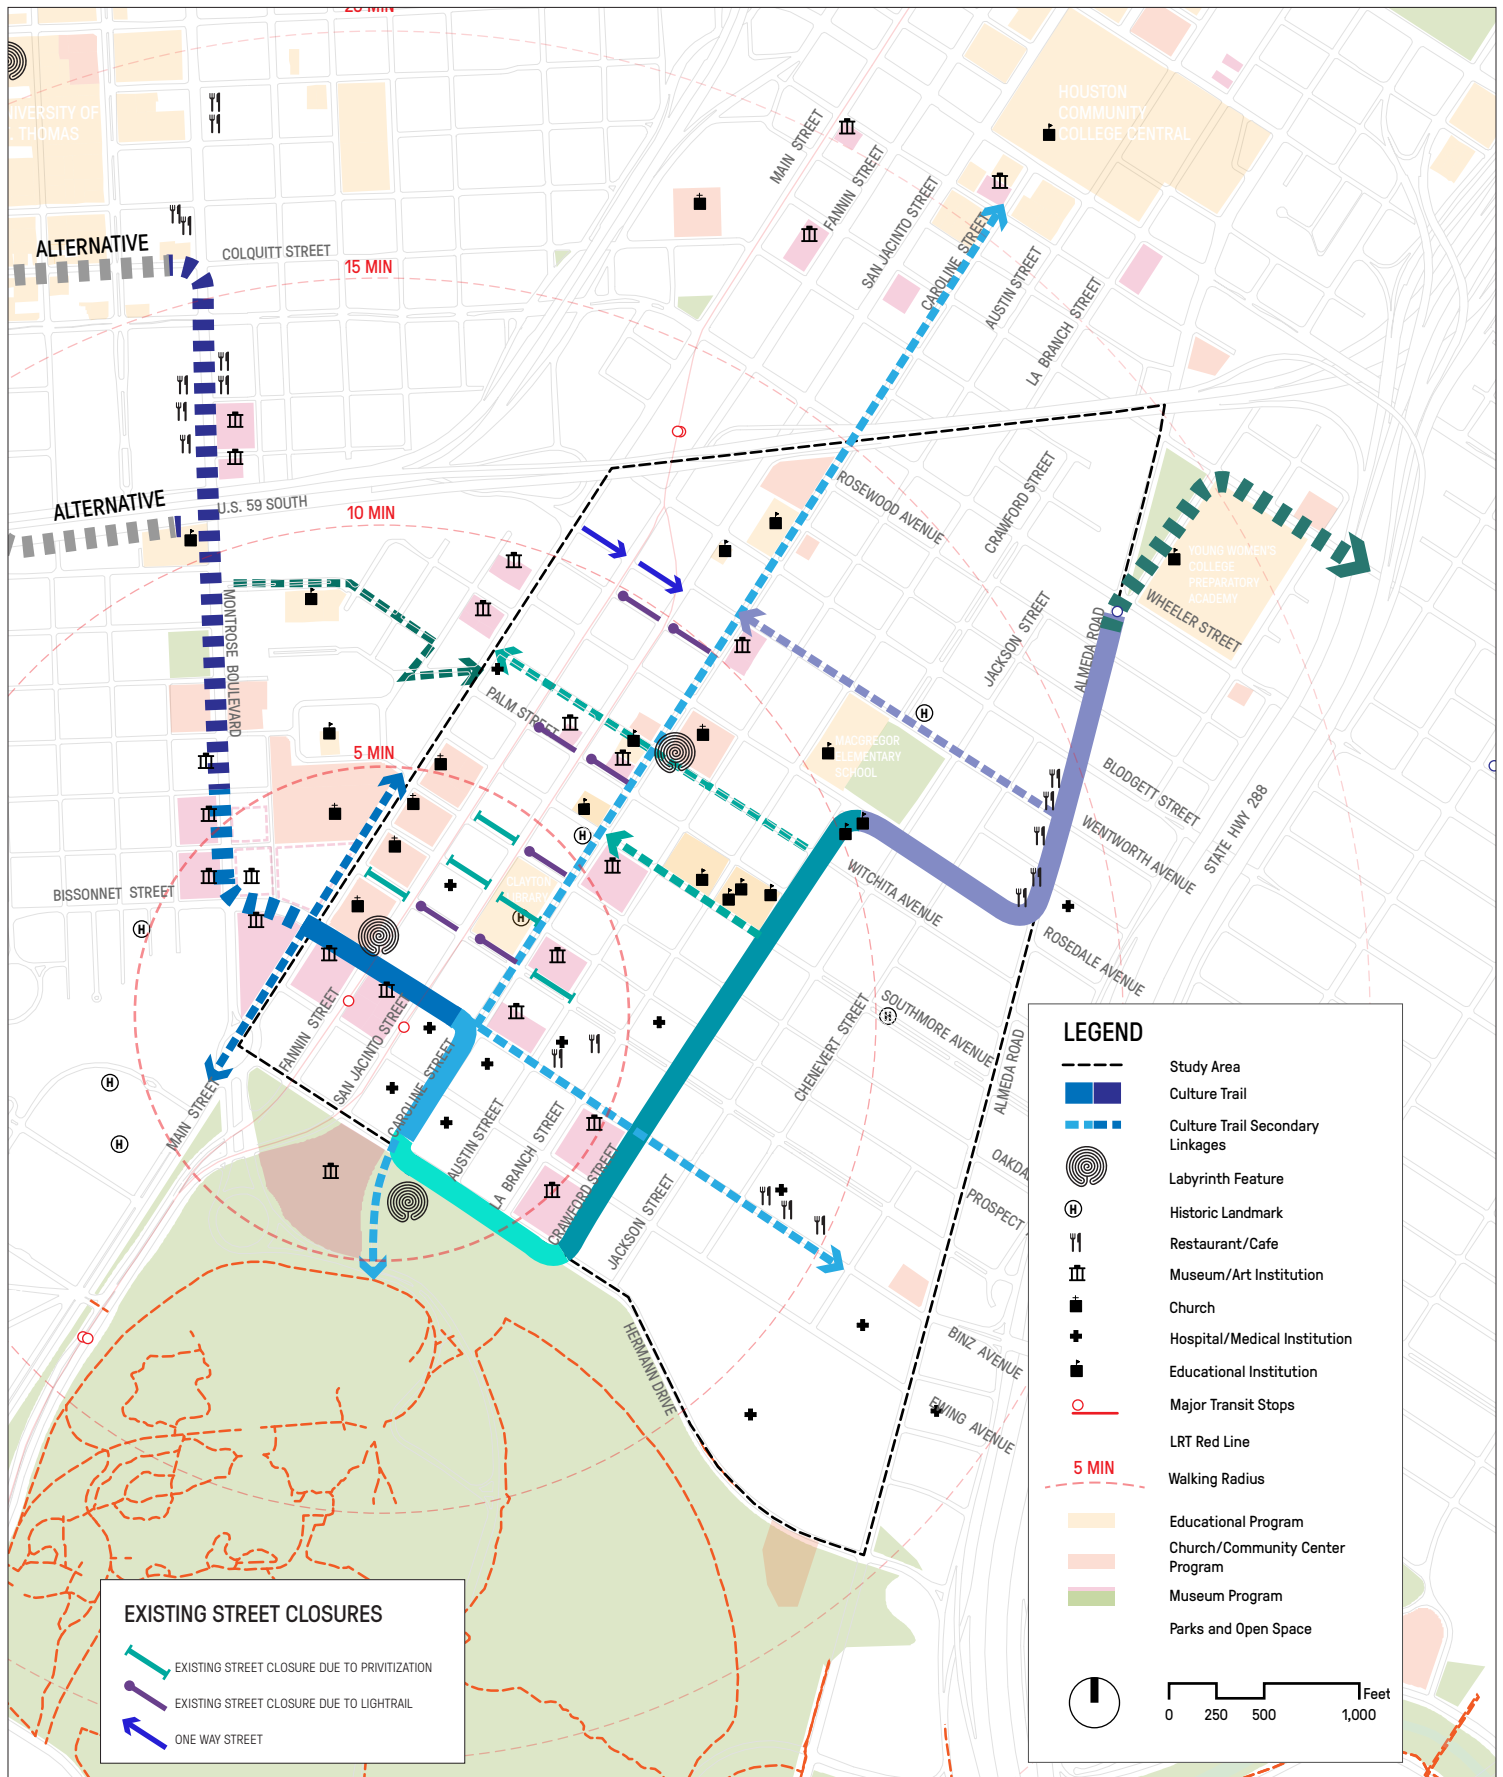 20 MIN
HOUSTON
COMMUNITY
COLLEGE CENTRAL
IVERSITY OF
THOMAS
MAIN STREET
FANNIN STREET
SAN JACINTO STREET
CAROLINE STREET
AUSTIN STREET
LA BRANCH STREET
ALTERNATIVE
COLQUITT STREET
15 MIN
ALTERNATIVE
U.S. 59 SOUTH
10 MIN
ROSEWOOD AVENUE
CRAWFORD STREET
YOUNG WOMEN'S
COLLEGE
PREPARATORY
ACADEMY
WHEELER STREET
MONTROSE BOULEVARD
JACKSON STREET
ALMEDA ROAD
PALM STREET
MACGREGOR
ELEMENTARY
SCHOOL
5 MIN
BLODGETT STREET
WENTWORTH AVENUE
STATE HWY 288
BISSONNET STREET
CLAYTON
LIBRARY
WITCHITA AVENUE
ROSEDALE AVENUE
SOUTHMORE AVENUE
CHENEVERT STREET
ALMEDA ROAD
FANNIN STREET
SAN JACINTO STREET
CAROLINE STREET
MAIN STREET
AUSTIN STREET
LA BRANCH STREET
CRAWFORD STREET
JACKSON STREET
OAKDA
PROSPECT
HERMANN DRIVE
BINZ AVENUE
EWING AVENUE
LEGEND
Study Area
Culture Trail
Culture Trail Secondary
Linkages
Labyrinth Feature
H Historic Landmark
Restaurant/Cafe
Museum/Art Institution
Church
Hospital/Medical Institution
Educational Institution
Major Transit Stops
LRT Red Line
5 MIN Walking Radius
Educational Program
Church/Community Center
Program
Museum Program
Parks and Open Space
Feet
0 250 500 1,000
EXISTING STREET CLOSURES
EXISTING STREET CLOSURE DUE TO PRIVITIZATION
EXISTING STREET CLOSURE DUE TO LIGHTRAIL
ONE WAY STREET